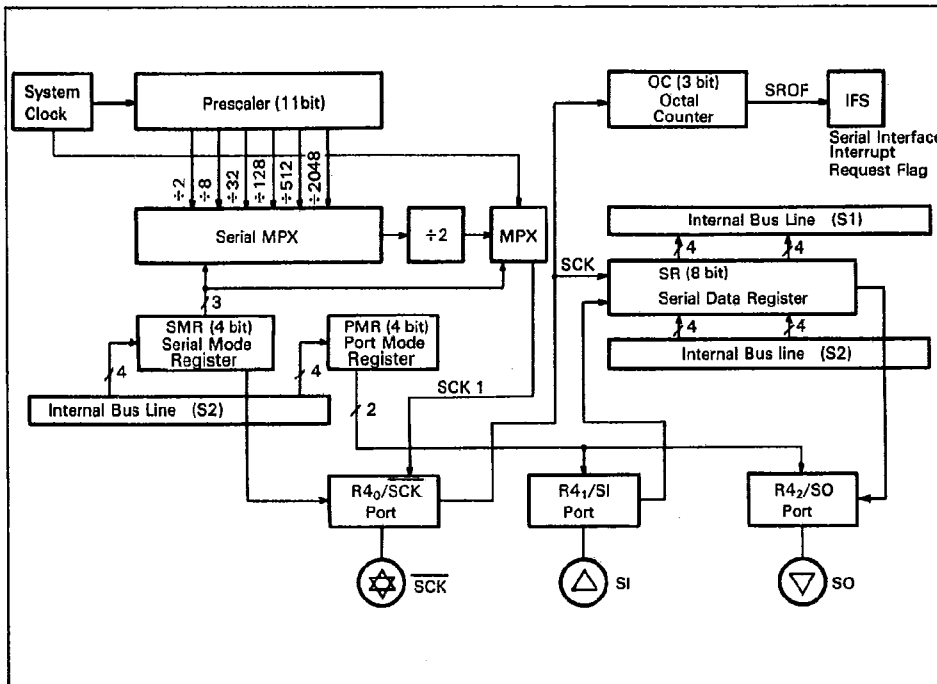 System
Clock
Prescaler (11bit)
OC (3 bit)
Octal
Counter
SROF
IFS
Serial Interface
Interrupt
Request Flag
÷2
÷8
÷32
÷128
÷512
÷2048
Serial MPX
÷2
MPX
Internal Bus Line (S1)
4
4
SCK
SR (8 bit)
Serial Data Register
4
4
Internal Bus line (S2)
3
SMR (4 bit)
Serial Mode
Register
PMR (4 bit)
Port Mode
Register
4
4
Internal Bus Line (S2)
SCK 1
2
R4₀/S̅C̅K̅
Port
R4₁/SI
Port
R4₂/SO
Port
S̅C̅K̅
SI
SO